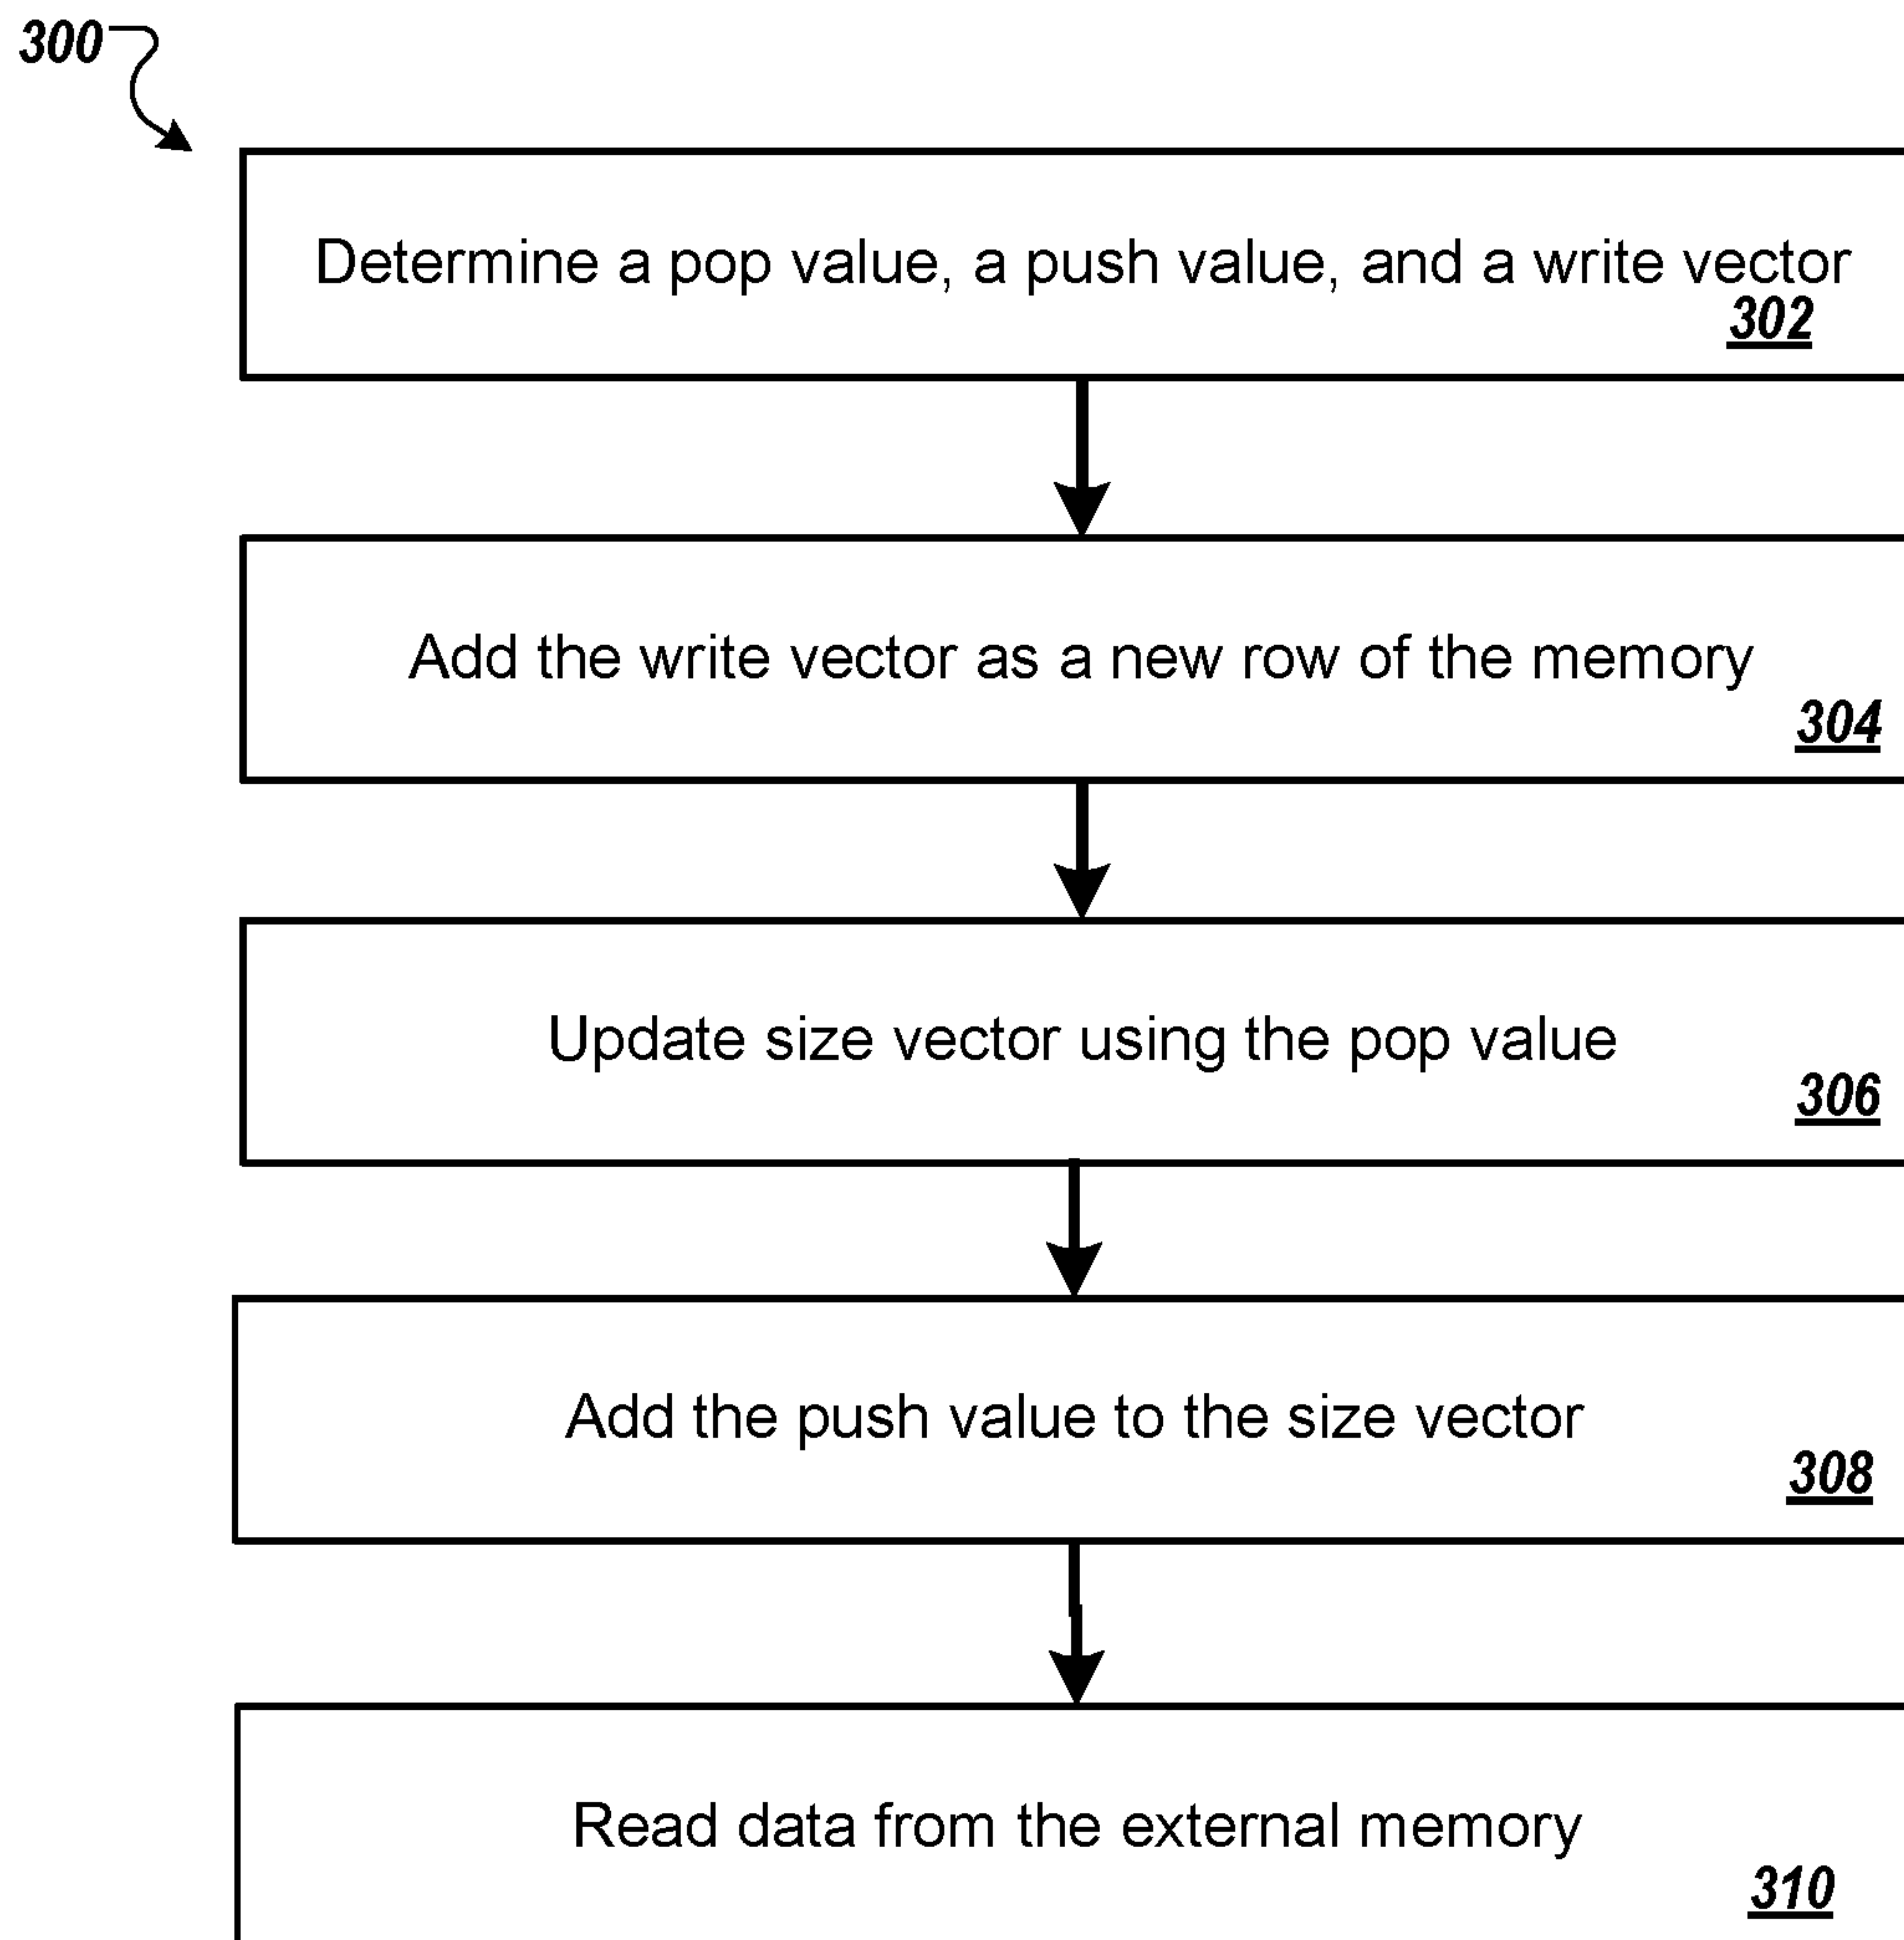 300
Determine a pop value, a push value, and a write vector
302
Add the write vector as a new row of the memory
304
Update size vector using the pop value
306
Add the push value to the size vector
308
Read data from the external memory
310